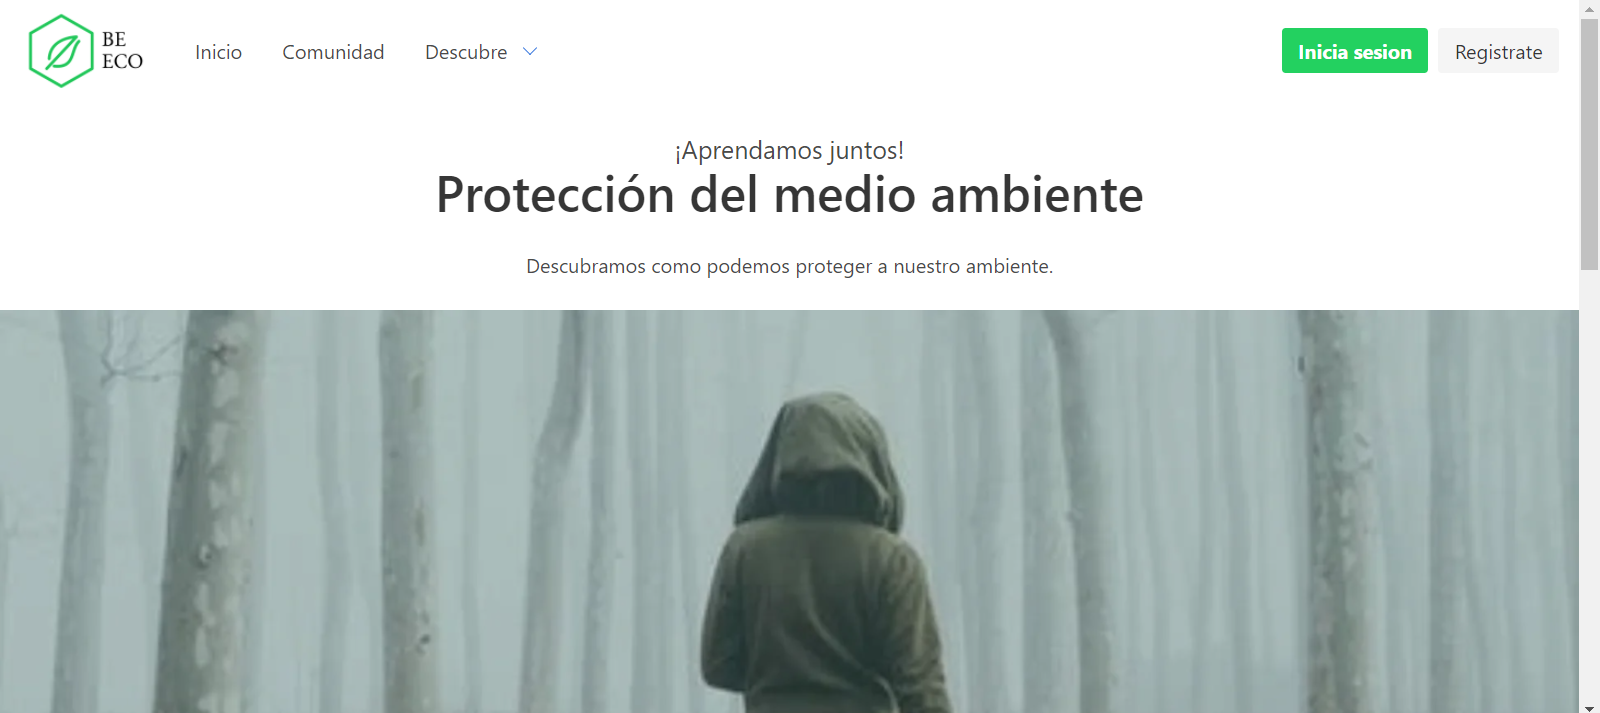 BE
ECO
Inicio
Comunidad
Descubre
Inicia sesion
Registrate
¡Aprendamos juntos!
Protección del medio ambiente
Descubramos como podemos proteger a nuestro ambiente.